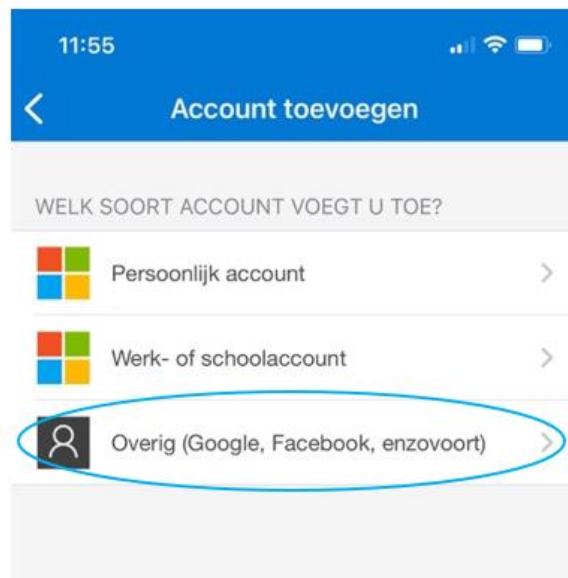 11:55
Account toevoegen
WELK SOORT ACCOUNT VOEGT U TOE?
Persoonlijk account
Werk- of schoolaccount
Overig (Google, Facebook, enzovoort)